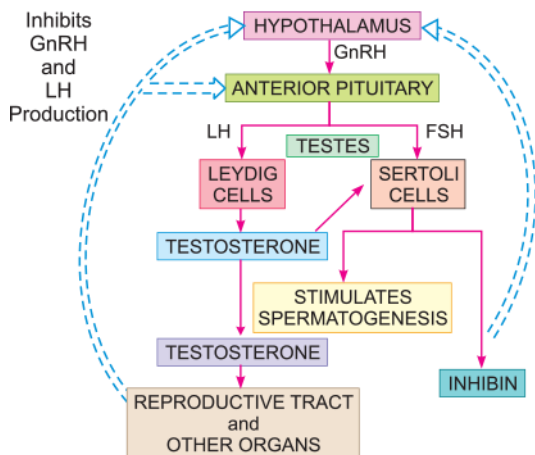 Inhibits
GnRH
and
LH
Production
HYPOTHALAMUS
GnRH
ANTERIOR PITUITARY
LH
FSH
TESTES
LEYDIG
CELLS
SERTOLI
CELLS
TESTOSTERONE
STIMULATES
SPERMATOGENESIS
TESTOSTERONE
INHIBIN
REPRODUCTIVE TRACT
and
OTHER ORGANS